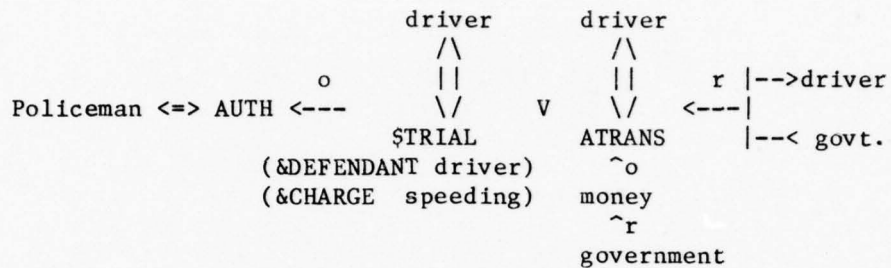 driver driver
/\ /\
o || || r |-->driver
Policeman <=> AUTH <--- \/ V \/ <---|
$TRIAL ATRANS |--< govt.
(&DEFENDANT driver) ^o
(&CHARGE speeding) money
^r
government